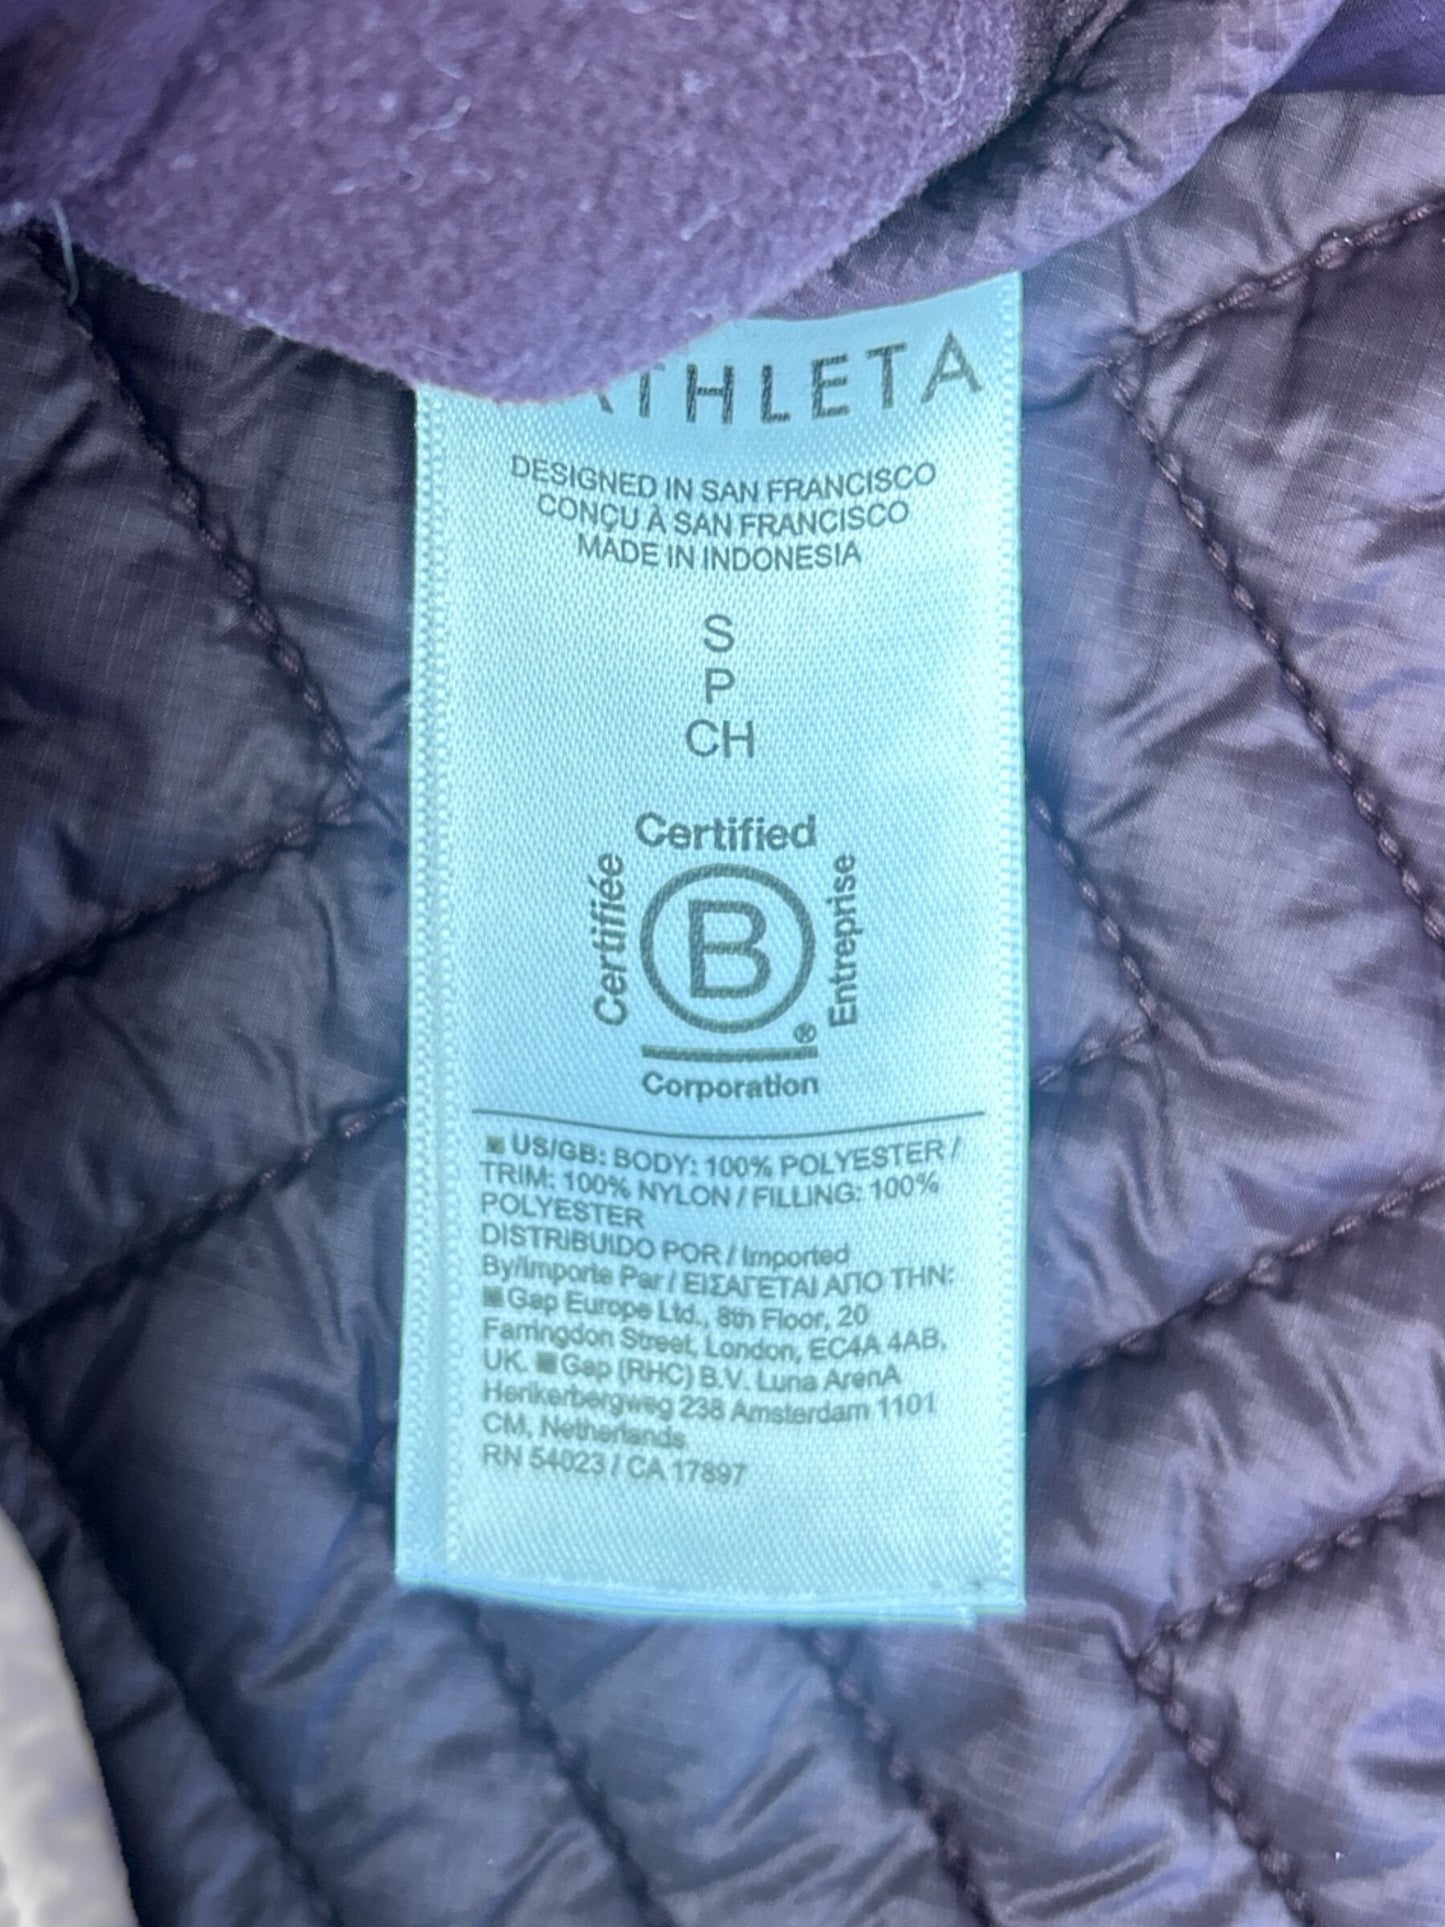 ATHLETA
DESIGNED IN SAN FRANCISCO
CONÇU À SAN FRANCISCO
MADE IN INDONESIA
S
P
CH
Certified
Certifiée
B
®
Entreprise
Corporation
■ US/GB: BODY: 100% POLYESTER /
TRIM: 100% NYLON / FILLING: 100%
POLYESTER
DISTRIBUIDO POR / Imported
By/Importe Par / ΕΙΣΑΓΕΤΑΙ ΑΠΟ ΤΗΝ:
■ Gap Europe Ltd., 8th Floor, 20
Farringdon Street, London, EC4A 4AB,
UK. ■ Gap (RHC) B.V. Luna ArenA
Herikerbergweg 238 Amsterdam 1101
CM, Netherlands
RN 54023 / CA 17897